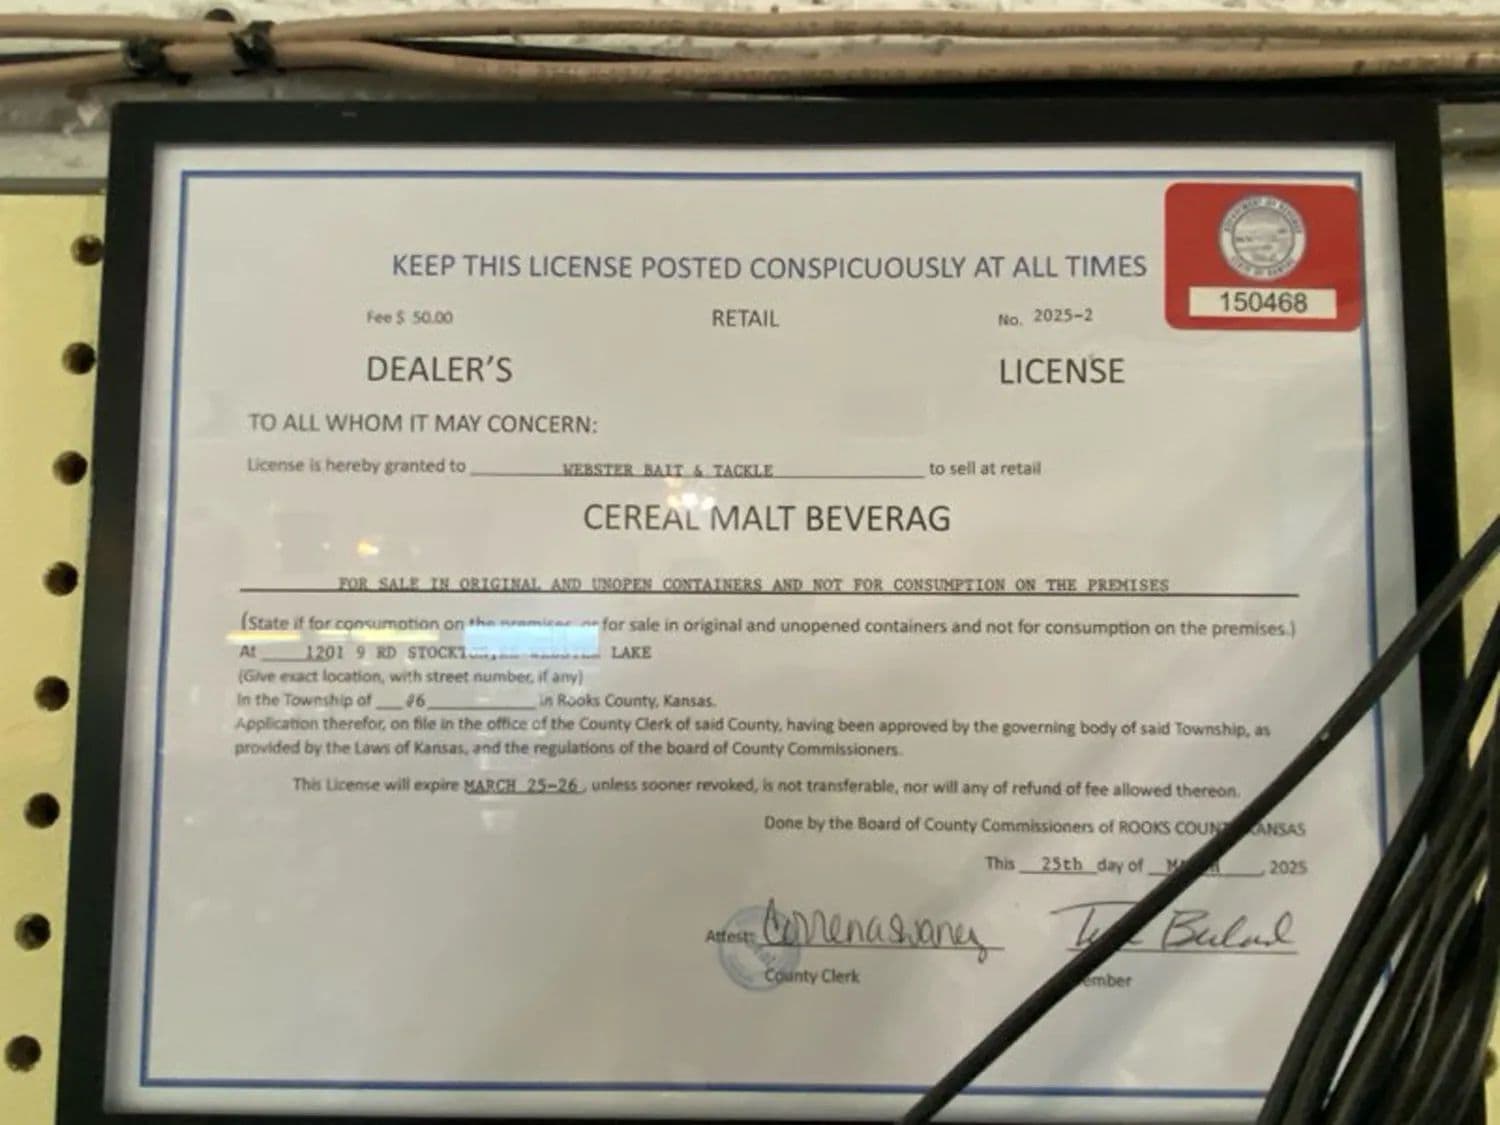 KEEP THIS LICENSE POSTED CONSPICUOUSLY AT ALL TIMES
150468
Fee $ 50.00 RETAIL No. 2025-2
DEALER'S LICENSE
TO ALL WHOM IT MAY CONCERN:
License is hereby granted to WEBSTER BAIT & TACKLE to sell at retail
CEREAL MALT BEVERAG
FOR SALE IN ORIGINAL AND UNOPEN CONTAINERS AND NOT FOR CONSUMPTION ON THE PREMISES
(State if for consumption on the premises or for sale in original and unopened containers and not for consumption on the premises.)
At 1201 9 RD LAKE
(Give exact location, with street number, if any)
In the Township of #6 in Rooks County, Kansas.
Application therefor, on file in the office of the County Clerk of said County, having been approved by the governing body of said Township, as
provided by the Laws of Kansas, and the regulations of the board of County Commissioners.
This License will expire MARCH 25-26, unless sooner revoked, is not transferable, nor will any of refund of fee allowed thereon.
Done by the Board of County Commissioners of ROOKS
This 25th day of 2025
Attest:
County Clerk